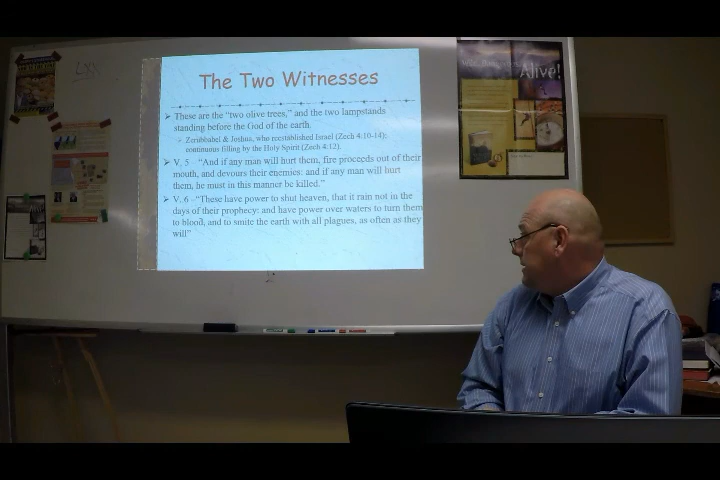 LXX
Alive!
The Two Witnesses
These are the "two olive trees," and the two lampstands
standing before the God of the earth.
Zerubbabel & Joshua, who reestablished Israel (Zech 4:10-14);
continuous filling by the Holy Spirit (Zech 4:12).
V. 5 – "And if any man will hurt them, fire proceeds out of their
mouth, and devours their enemies: and if any man will hurt
them, he must in this manner be killed."
V. 6 –"These have power to shut heaven, that it rain not in the
days of their prophecy: and have power over waters to turn them
to blood, and to smite the earth with all plagues, as often as they
will"